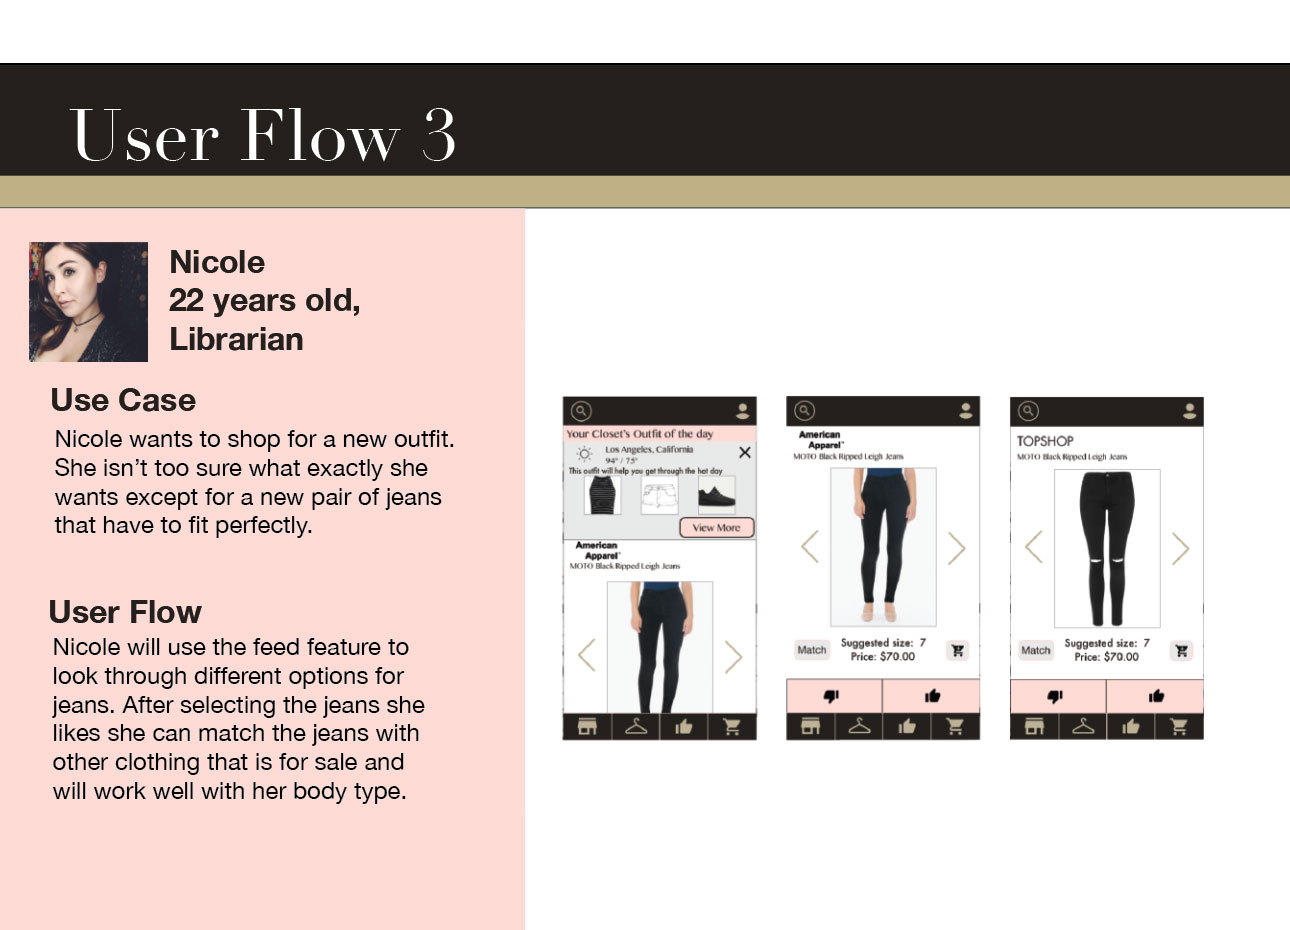 User Flow 3
Nicole
22 years old,
Librarian
Use Case
Nicole wants to shop for a new outfit.
She isn't too sure what exactly she
wants except for a new pair of jeans
that have to fit perfectly.
User Flow
Nicole will use the feed feature to
look through different options for
jeans. After selecting the jeans she
likes she can match the jeans with
other clothing that is for sale and
will work well with her body type.
Your Closet's Outfit of the day
Los Angeles, California
94° / 75°
This outfit will help you get through the hot day
View More
American
Apparel™
MOTO Black Ripped Leigh Jeans
American
Apparel™
MOTO Black Ripped Leigh Jeans
Match
Suggested size: 7
Price: $70.00
TOPSHOP
MOTO Black Ripped Leigh Jeans
Match
Suggested size: 7
Price: $70.00